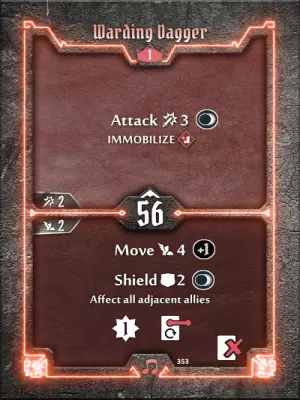 Warding Dagger
1
Attack 3
IMMOBILIZE
2
56
2
Move 4 +1
Shield 2
Affect all adjacent allies
1
353